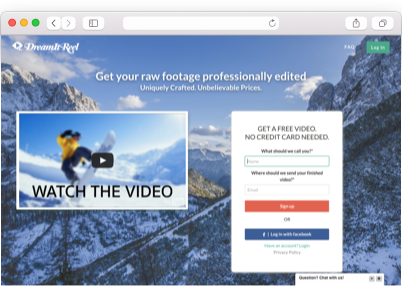 DreamItReel
FAQ
Log in
Get your raw footage professionally edited
Uniquely Crafted. Unbelievable Prices.
WATCH THE VIDEO
GET A FREE VIDEO.
NO CREDIT CARD NEEDED.
What should we call you?*
Name
Where should we send your finished
video?*
Email
Sign up
OR
f | Log in with facebook
Have an account? Login
Privacy Policy
Question? Chat with us!